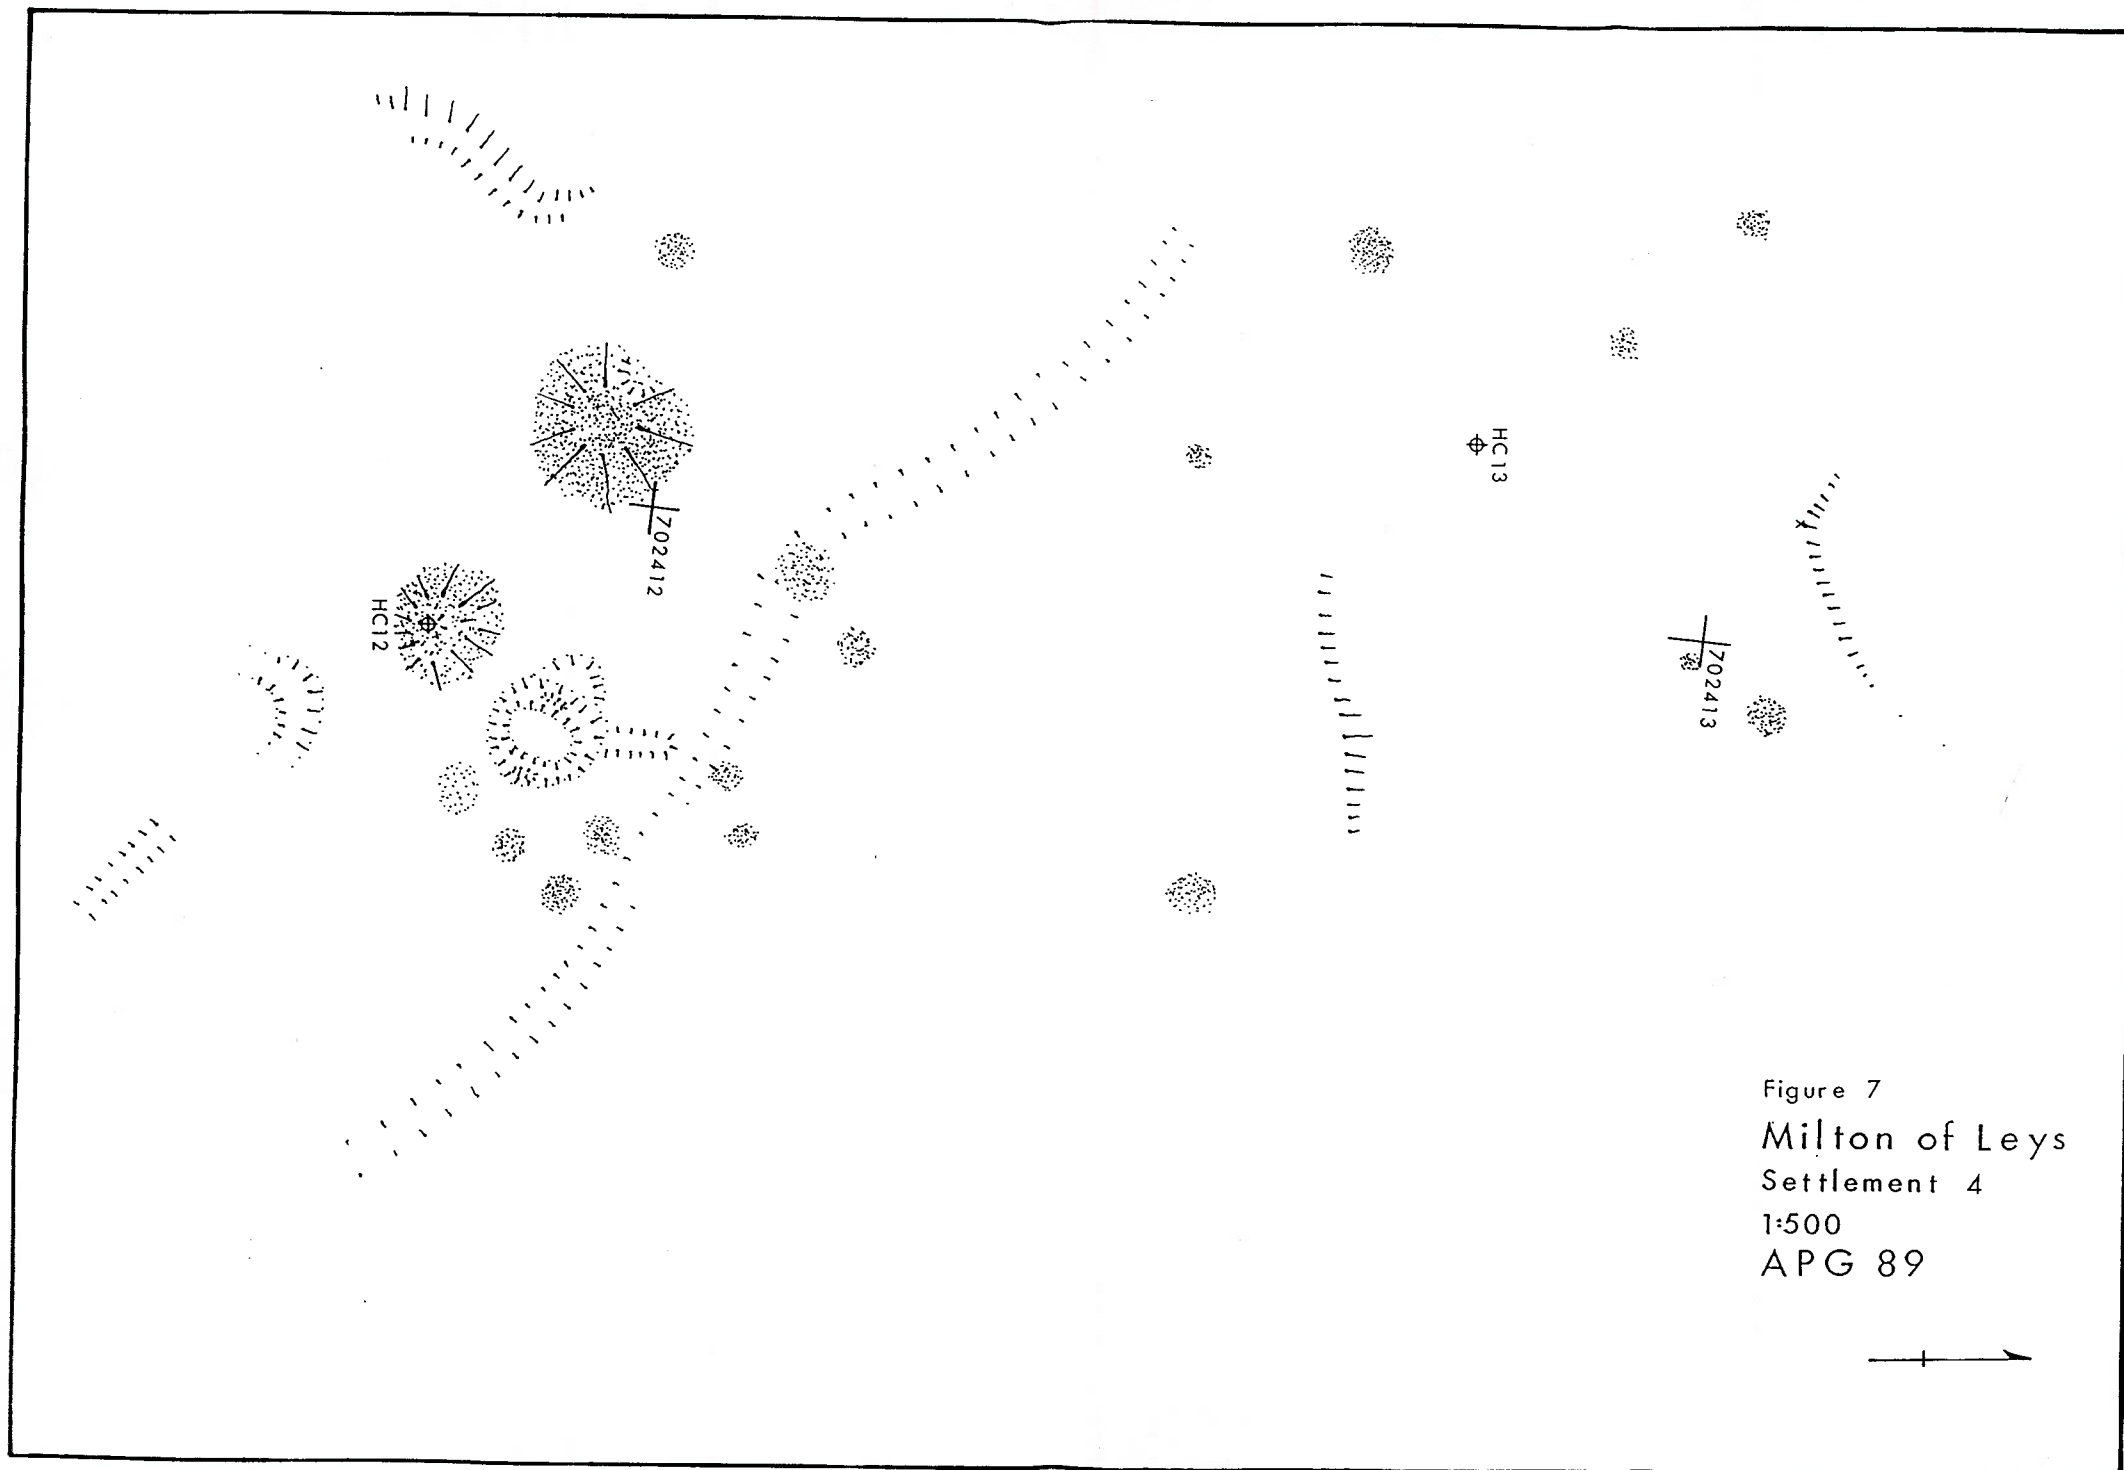 HC13
702412
HC12
702413
Figure 7
Milton of Leys
Settlement 4
1:500
APG 89